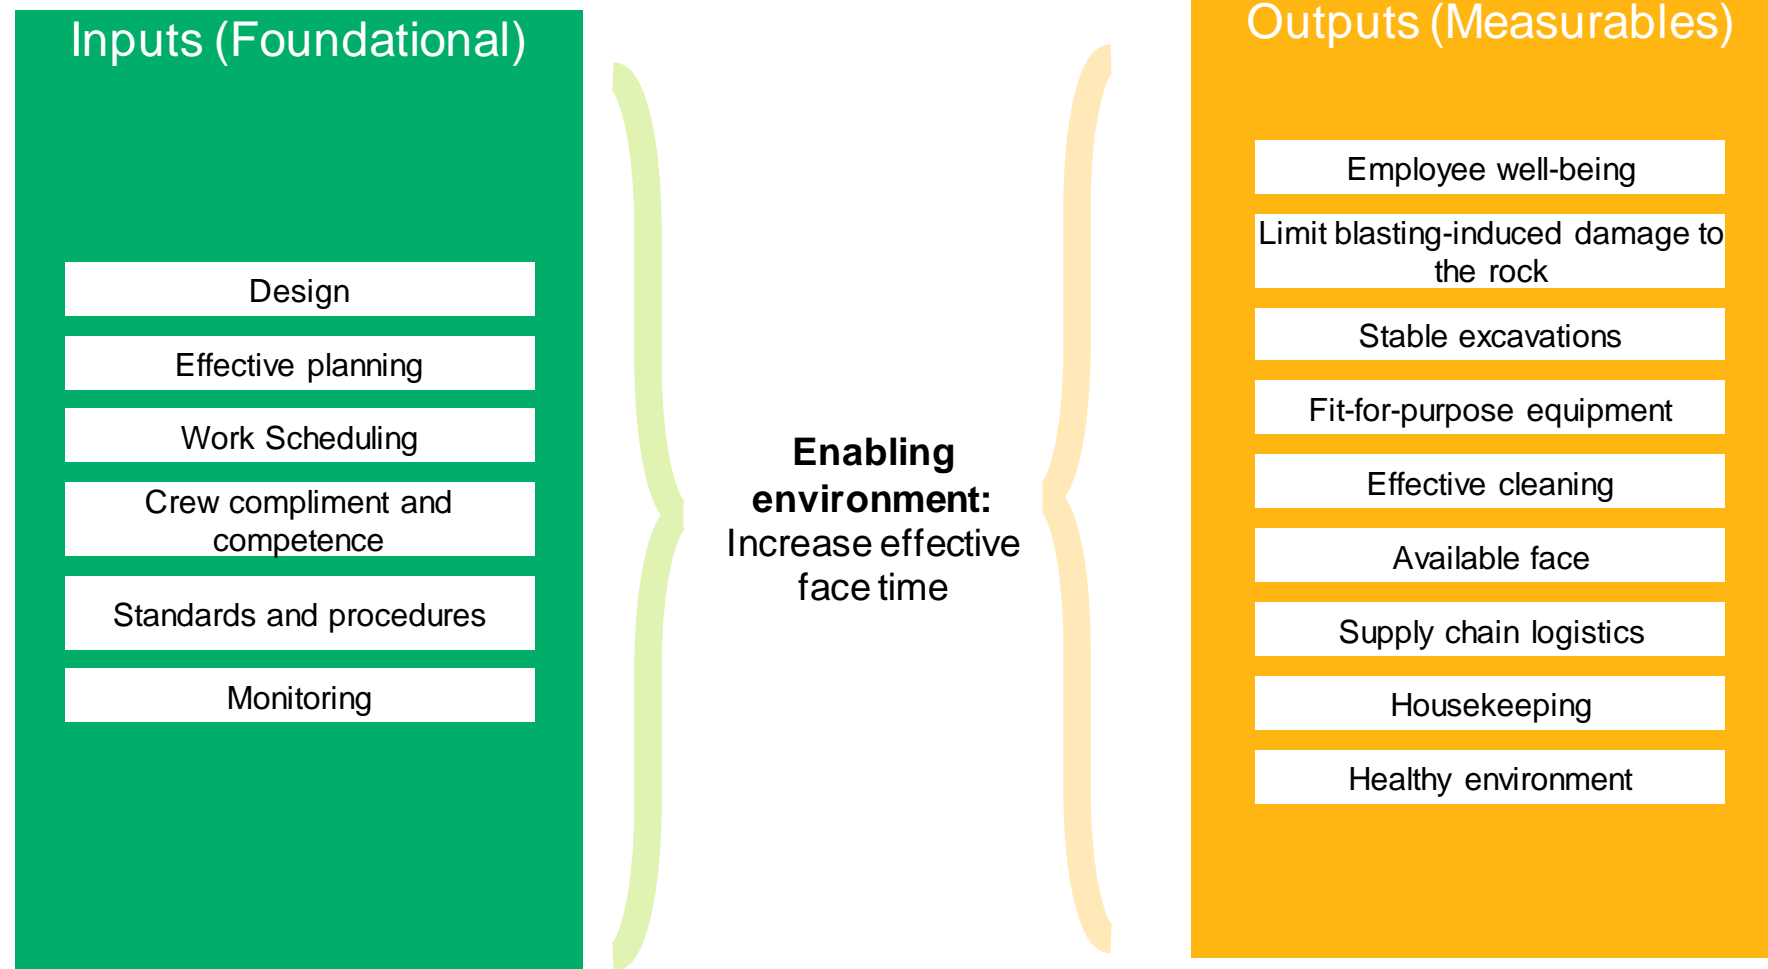 Inputs (Foundational)
Design
Effective planning
Work Scheduling
Crew compliment and
competence
Standards and procedures
Monitoring
Enabling
environment:
Increase effective
face time
Outputs (Measurables)
Employee well-being
Limit blasting-induced damage to
the rock
Stable excavations
Fit-for-purpose equipment
Effective cleaning
Available face
Supply chain logistics
Housekeeping
Healthy environment